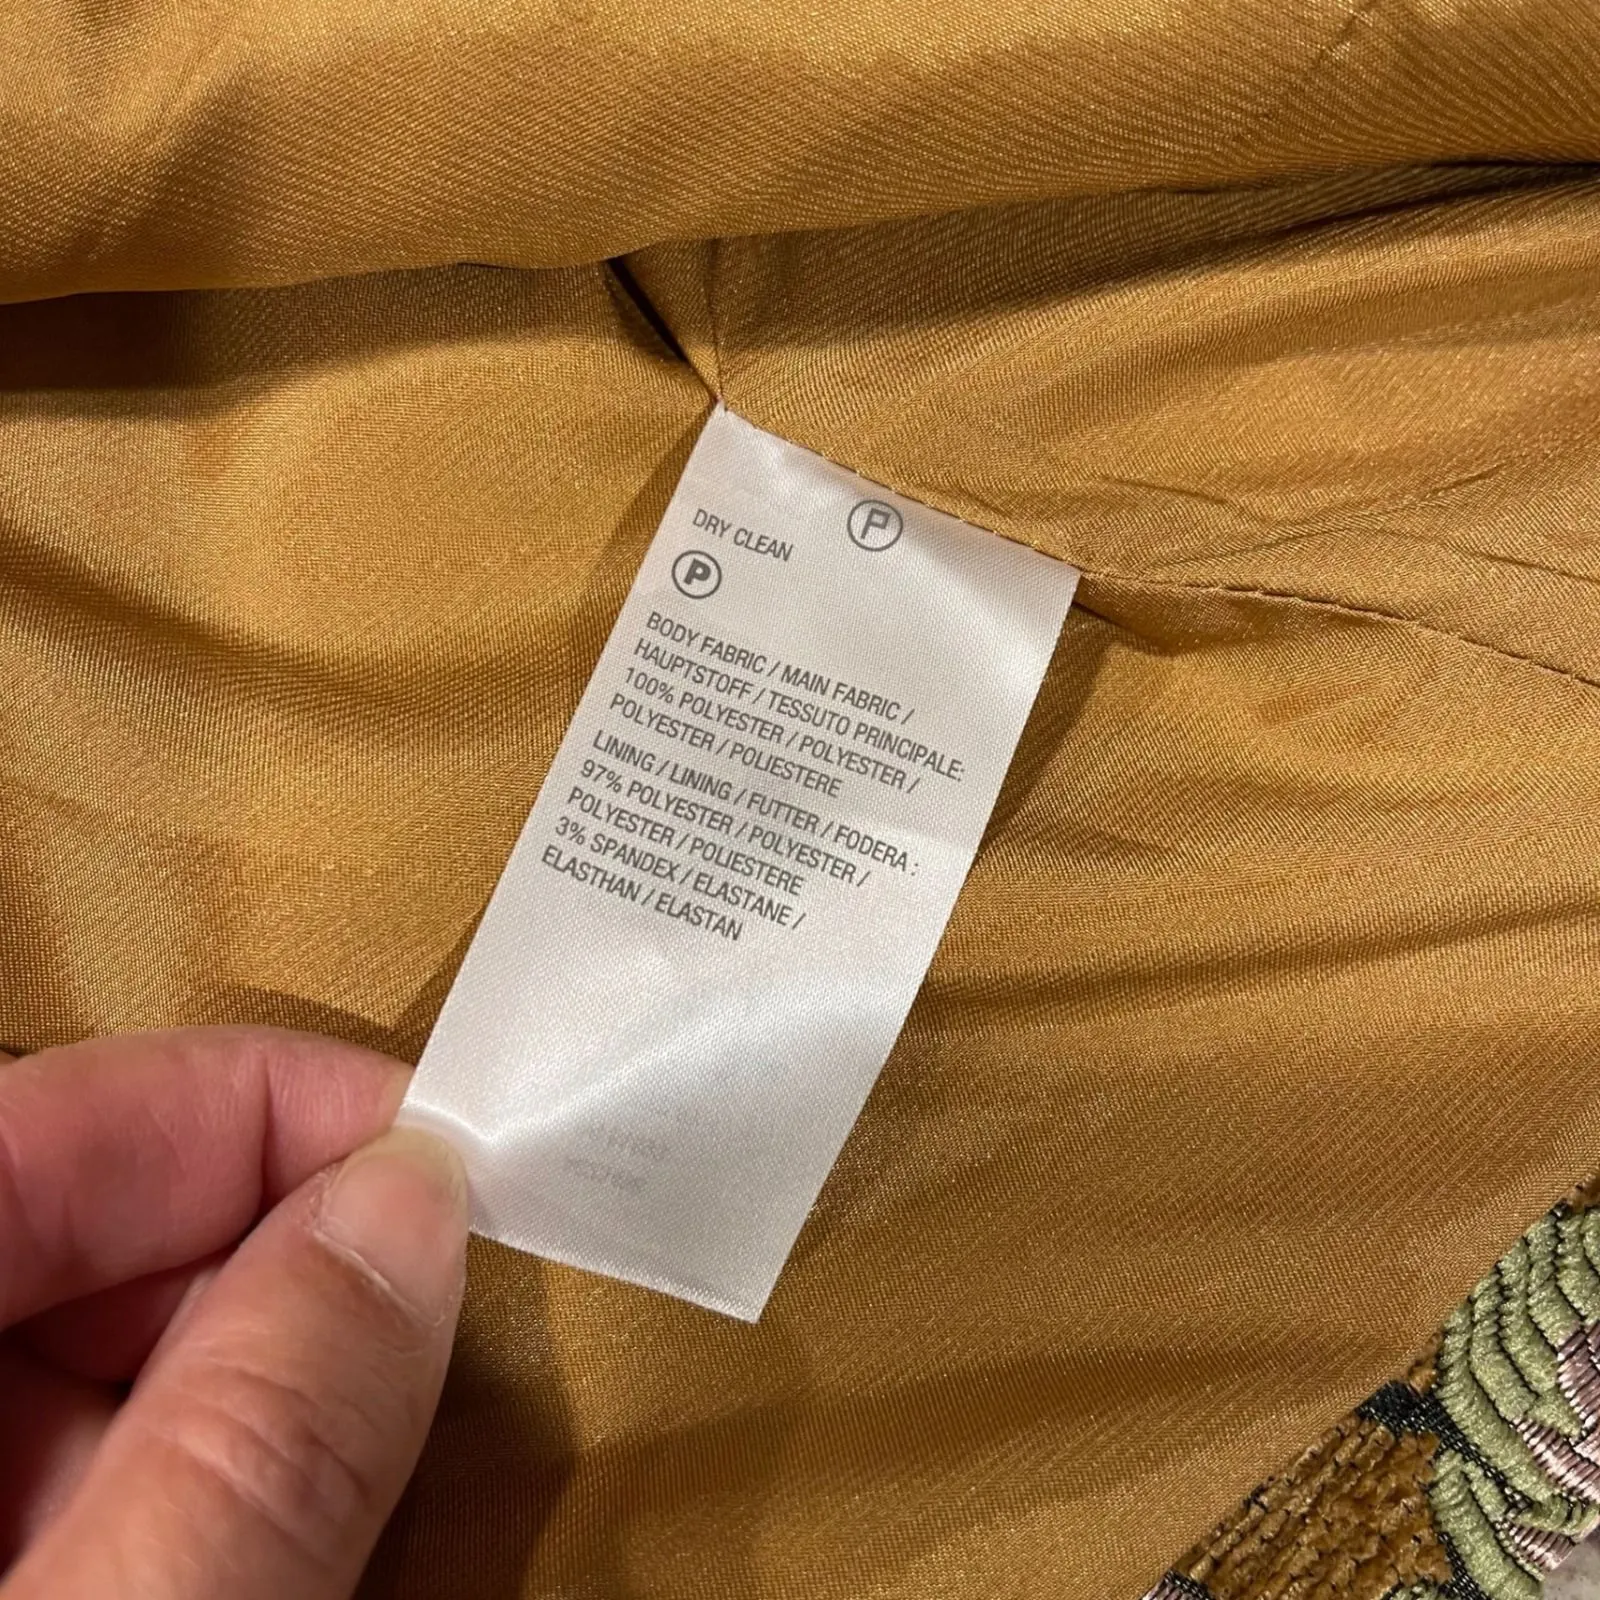 P
DRY CLEAN
P
BODY FABRIC / MAIN FABRIC /
HAUPTSTOFF / TESSUTO PRINCIPALE:
100% POLYESTER / POLYESTER /
POLYESTER / POLIESTERE
LINING / LINING / FUTTER / FODERA :
97% POLYESTER / POLYESTER /
POLYESTER / POLIESTERE
3% SPANDEX / ELASTANE /
ELASTHAN / ELASTAN